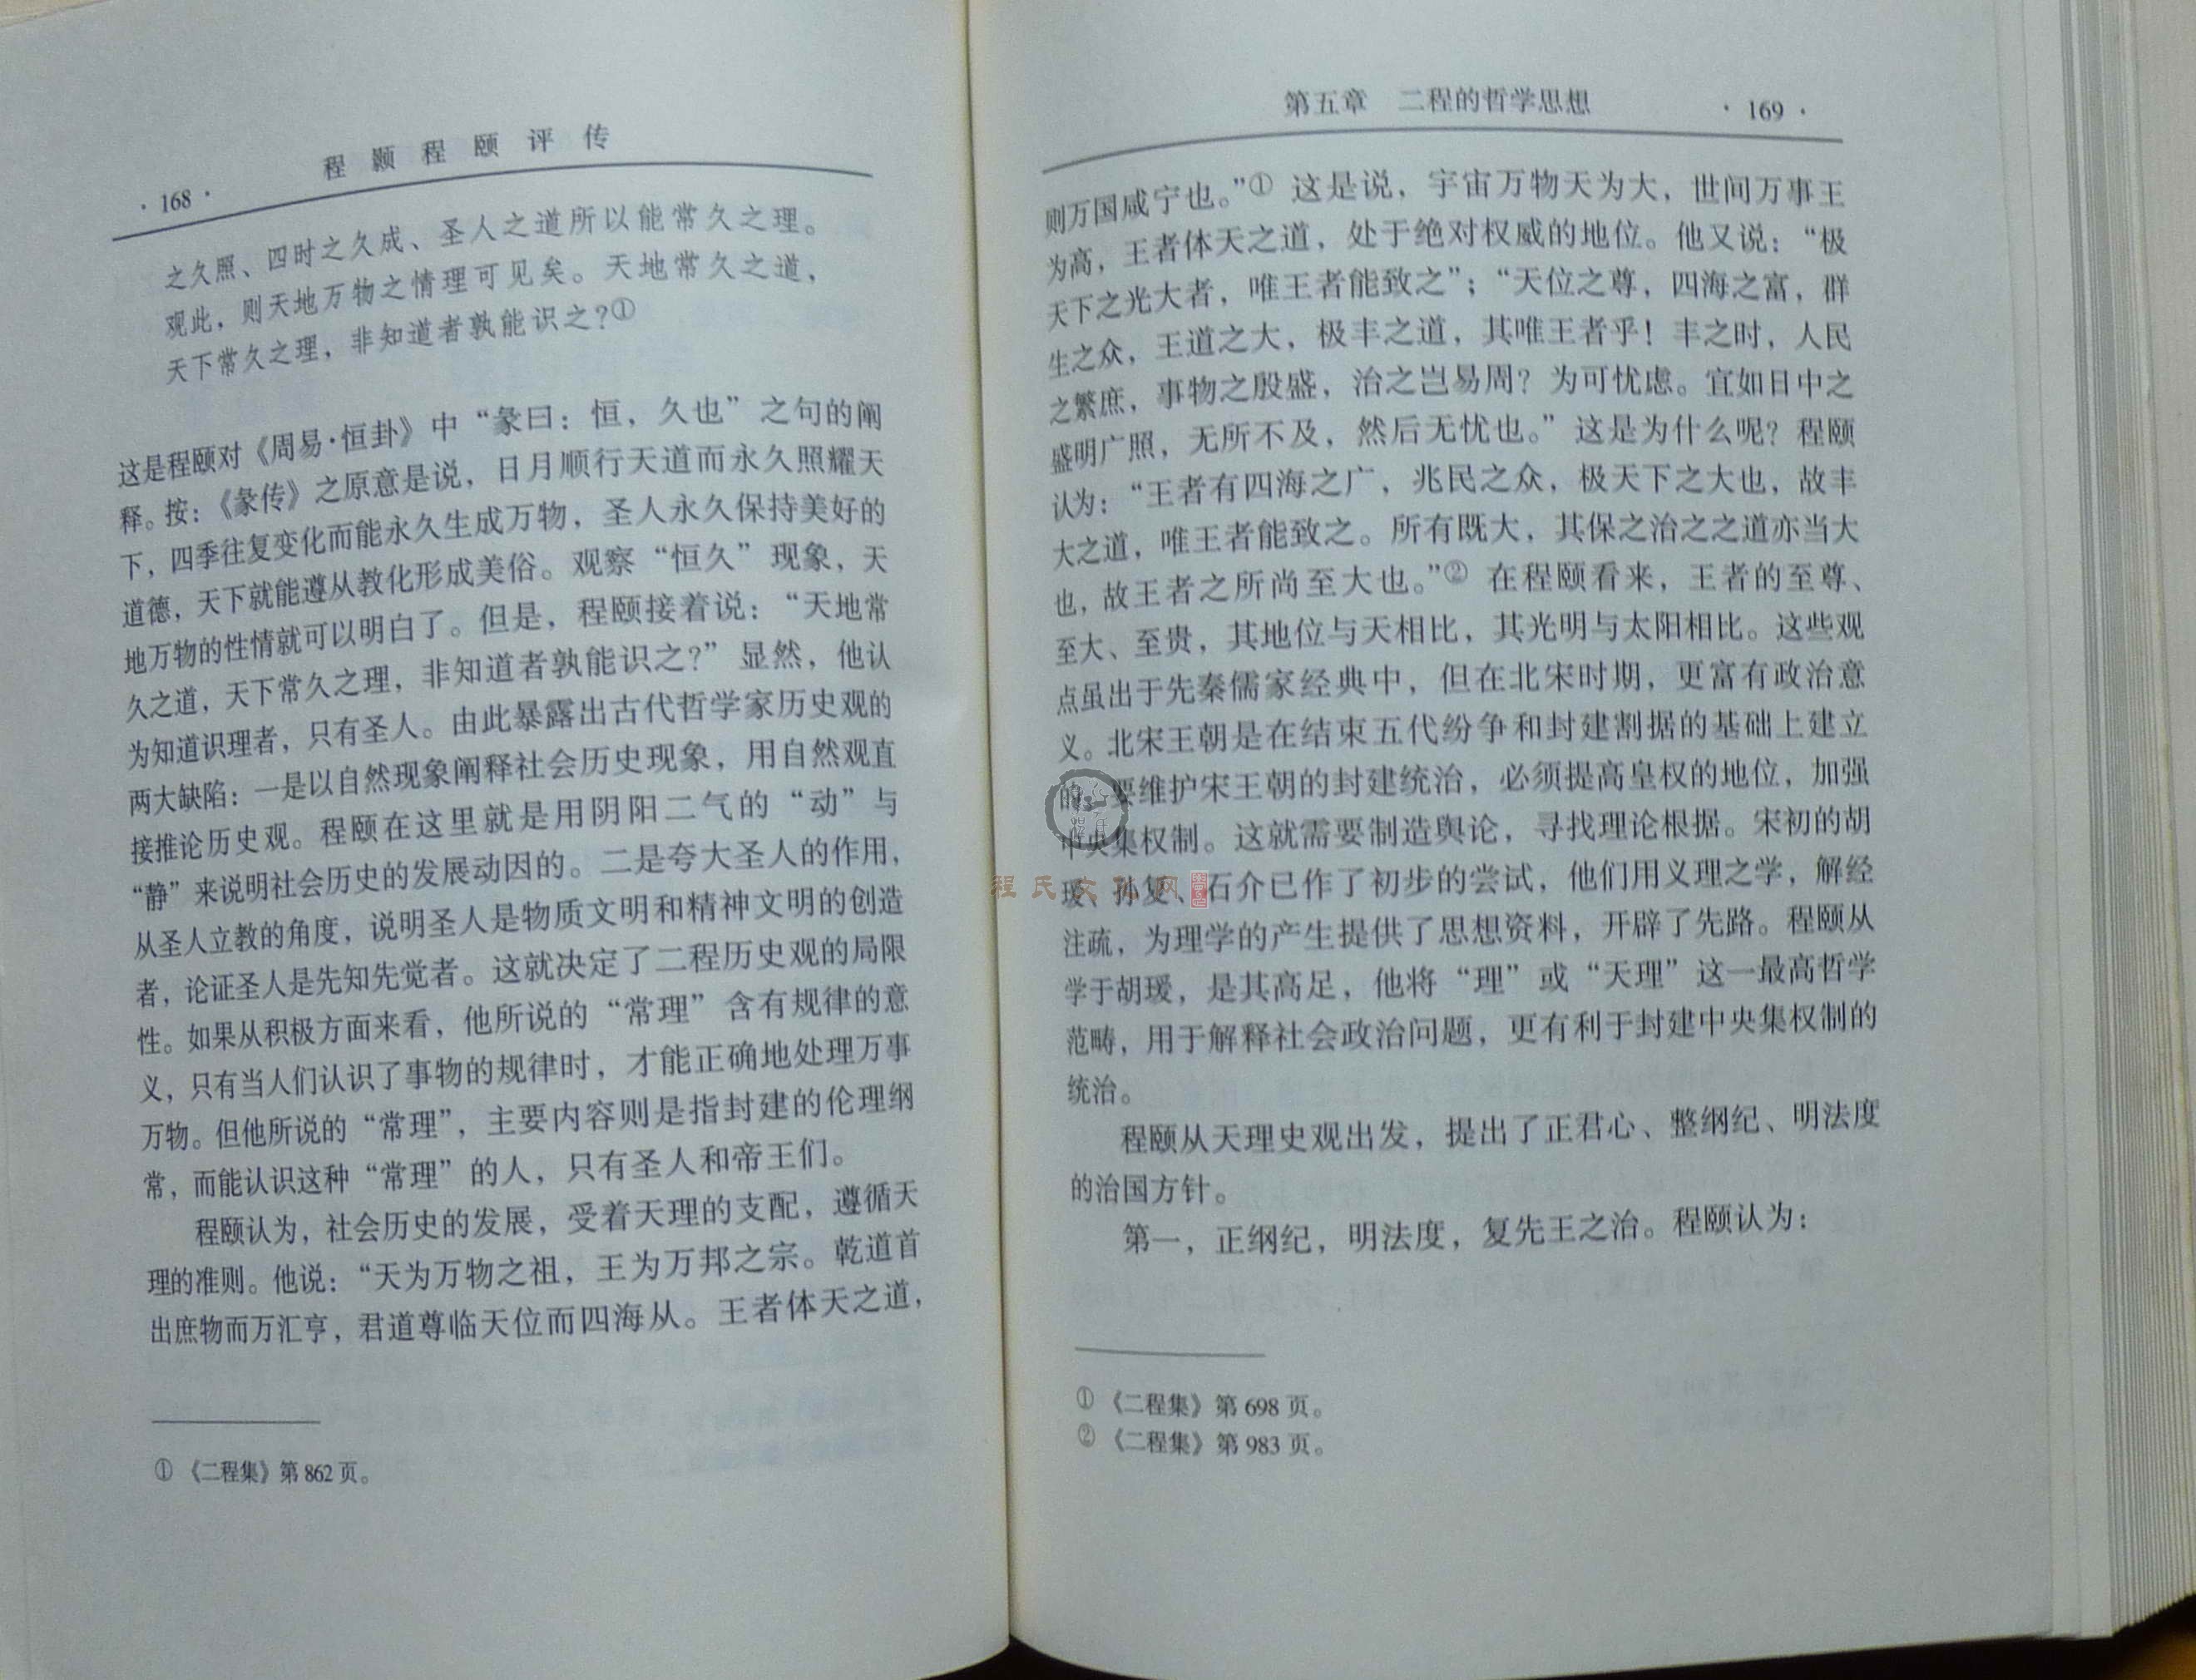 · 168 ·
程颢程颐评传
之久照、四时之久成、圣人之道所以能常久之理。
观此，则天地万物之情理可见矣。天地常久之道，
天下常久之理，非知道者孰能识之？①
这是程颐对《周易·恒卦》中“彖曰：恒，久也”之句的阐
释。按：《彖传》之原意是说，日月顺行天道而永久照耀天
下，四季往复变化而能永久生成万物，圣人永久保持美好的
道德，天下就能遵从教化形成美俗。观察“恒久”现象，天
地万物的性情就可以明白了。但是，程颐接着说：“天地常
久之道，天下常久之理，非知道者孰能识之？”显然，他认
为知道识理者，只有圣人。由此暴露出古代哲学家历史观的
两大缺陷：一是以自然现象阐释社会历史现象，用自然观直
接推论历史观。程颐在这里就是用阴阳二气的“动”与
“静”来说明社会历史的发展动因的。二是夸大圣人的作用，
从圣人立教的角度，说明圣人是物质文明和精神文明的创造
者，论证圣人是先知先觉者。这就决定了二程历史观的局限
性。如果从积极方面来看，他所说的“常理”含有规律的意
义，只有当人们认识了事物的规律时，才能正确地处理万事
万物。但他所说的“常理”，主要内容则是指封建的伦理纲
常，而能认识这种“常理”的人，只有圣人和帝王们。
程颐认为，社会历史的发展，受着天理的支配，遵循天
理的准则。他说：“天为万物之祖，王为万邦之宗。乾道首
出庶物而万汇亨，君道尊临天位而四海从。王者体天之道，
①《二程集》第862页。
第五章 二程的哲学思想
· 169 ·
则万国咸宁也。”①这是说，宇宙万物天为大，世间万事王
为高，王者体天之道，处于绝对权威的地位。他又说：“极
天下之光大者，唯王者能致之”；“天位之尊，四海之富，群
生之众，王道之大，极丰之道，其唯王者乎！丰之时，人民
之繁庶，事物之殷盛，治之岂易周？为可忧虑。宜如日中之
盛明广照，无所不及，然后无忧也。”这是为什么呢？程颐
认为：“王者有四海之广，兆民之众，极天下之大也，故丰
大之道，唯王者能致之。所有既大，其保之治之之道亦当大
也，故王者之所尚至大也。”②在程颐看来，王者的至尊、
至大、至贵，其地位与天相比，其光明与太阳相比。这些观
点虽出于先秦儒家经典中，但在北宋时期，更富有政治意
义。北宋王朝是在结束五代纷争和封建割据的基础上建立
的，要维护宋王朝的封建统治，必须提高皇权的地位，加强
中央集权制。这就需要制造舆论，寻找理论根据。宋初的胡
瑗、孙复、石介已作了初步的尝试，他们用义理之学，解经
注疏，为理学的产生提供了思想资料，开辟了先路。程颐从
学于胡瑗，是其高足，他将“理”或“天理”这一最高哲学
范畴，用于解释社会政治问题，更有利于封建中央集权制的
统治。
程颐从天理史观出发，提出了正君心、整纲纪、明法度
的治国方针。
第一，正纲纪，明法度，复先王之治。程颐认为：
①《二程集》第698页。
②《二程集》第983页。
程氏文化网